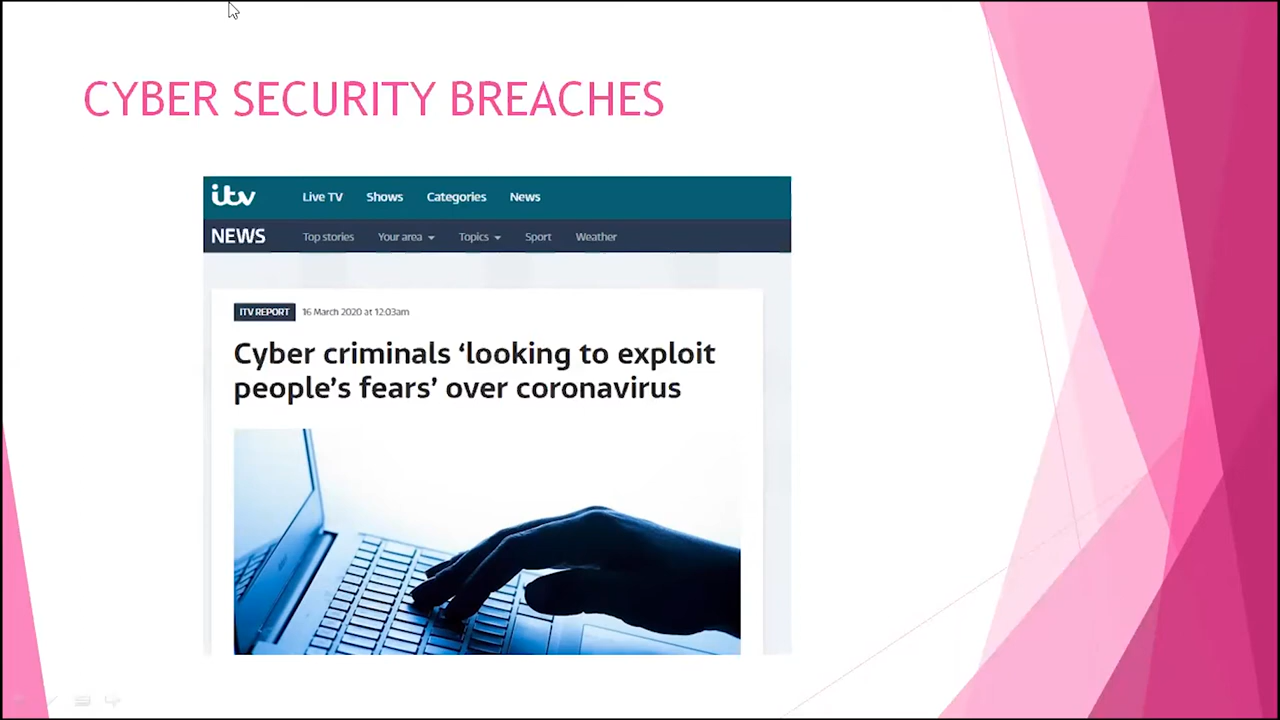 CYBER SECURITY BREACHES
itv Live TV Shows Categories News
NEWS Top stories Your area Topics Sport Weather
ITV REPORT 16 March 2020 at 12:03am
Cyber criminals ‘looking to exploit
people’s fears’ over coronavirus